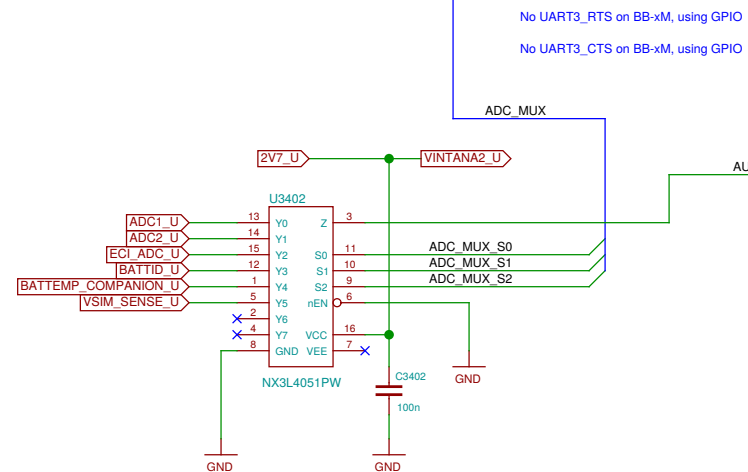 No UART3_RTS on BB-xM, using GPIO
No UART3_CTS on BB-xM, using GPIO
ADC_MUX
2V7_U
VINTANA2_U
AU
U3402
ADC1_U 13 Y0 Z 3
ADC2_U 14 Y1
ECI_ADC_U 15 Y2 S0 11 ADC_MUX_S0
BATTID_U 12 Y3 S1 10 ADC_MUX_S1
BATTEMP_COMPANION_U 1 Y4 S2 9 ADC_MUX_S2
VSIM_SENSE_U 5 Y5 nEN 6
2 Y6
4 Y7 VCC 16
8 GND VEE 7
NX3L4051PW
C3402
100n
GND
GND
GND